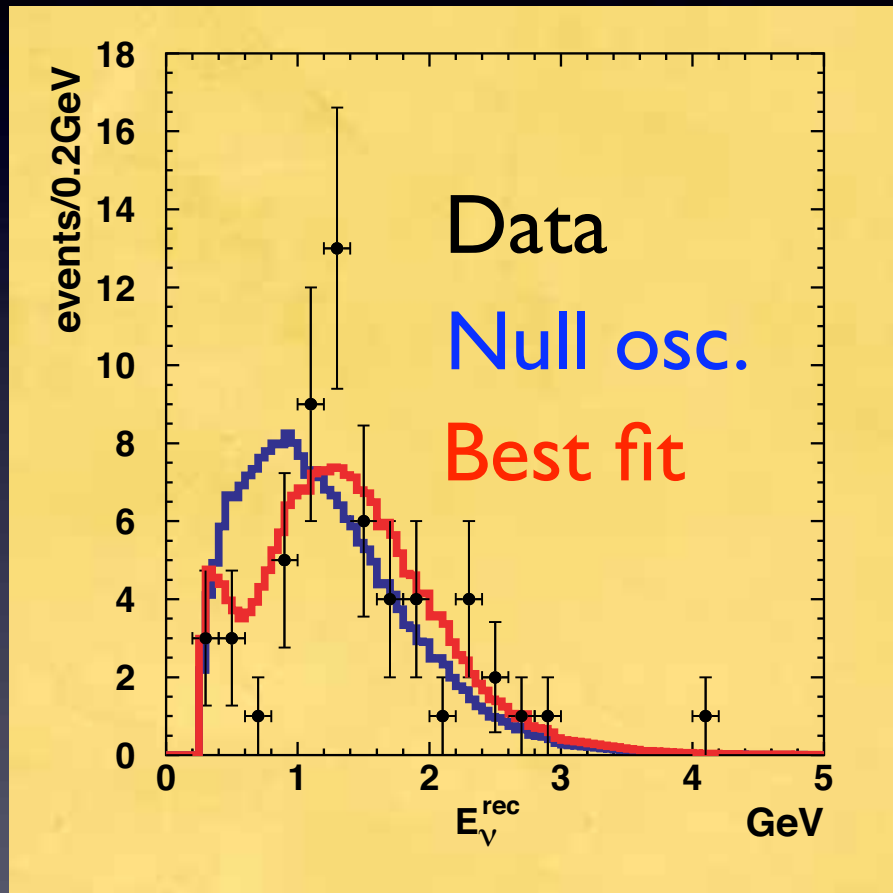 events/0.2GeV
18
16
14
12
10
8
6
4
2
0
Data
Null osc.
Best fit
0 1 2 3 4 5
E_ν^rec GeV